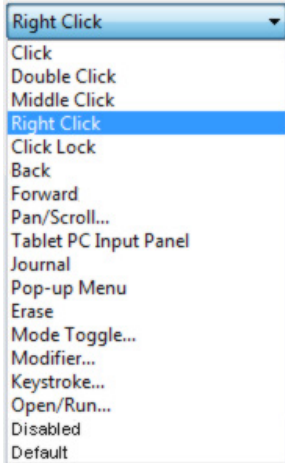 Right Click
Click
Double Click
Middle Click
Right Click
Click Lock
Back
Forward
Pan/Scroll...
Tablet PC Input Panel
Journal
Pop-up Menu
Erase
Mode Toggle...
Modifier...
Keystroke...
Open/Run...
Disabled
Default